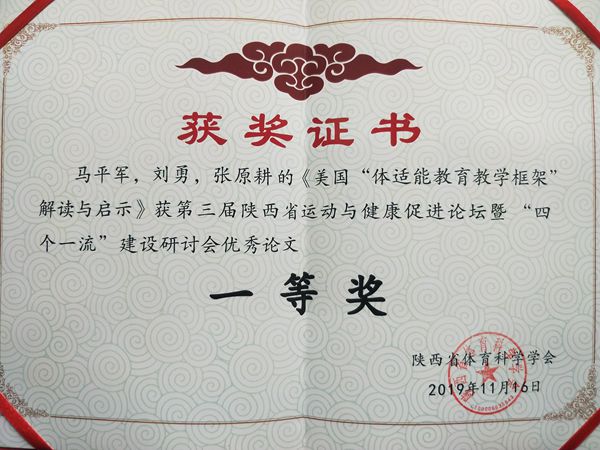 获奖证书
马平军，刘勇，张原耕的《美国“体适能教育教学框架”
解读与启示》获第三届陕西省运动与健康促进论坛暨 “四
个一流”建设研讨会优秀论文
一等奖
陕西省体育科学学会
2019年11月16日